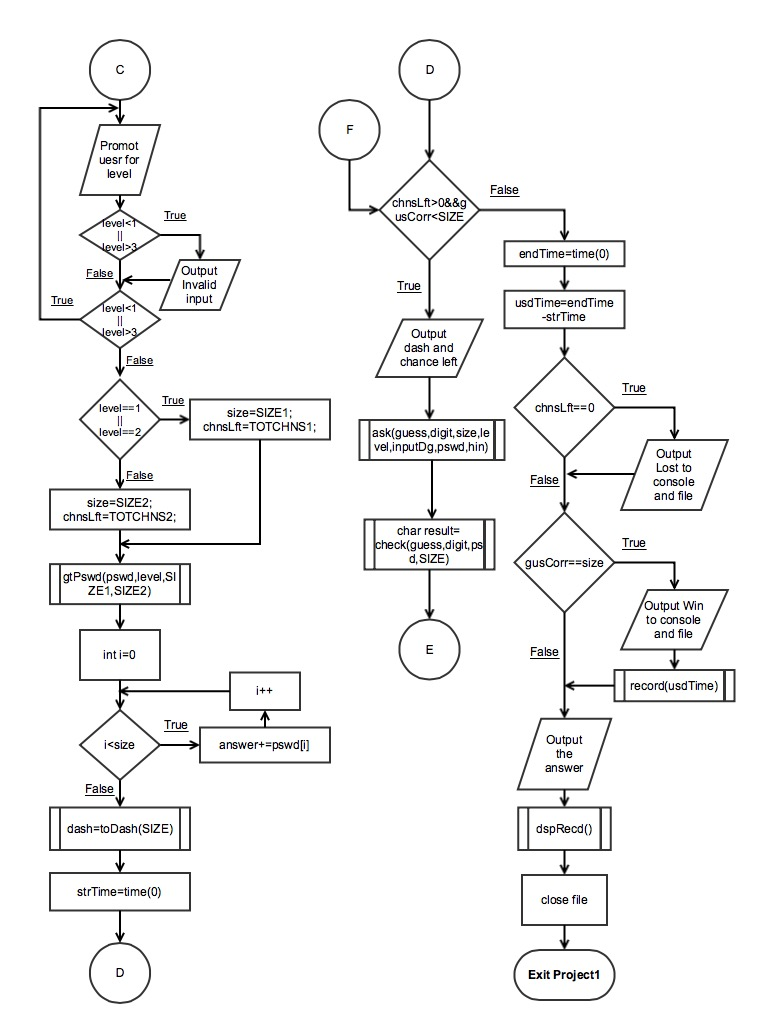 C
Promot
uesr for
level
level<1
||
level>3
True
False
Output
Invalid
input
level<1
||
level>3
True
False
level==1
||
level==2
True
size=SIZE1;
chnsLft=TOTCHNS1;
False
size=SIZE2;
chnsLft=TOTCHNS2;
gtPswd(pswd,level,SI
ZE1,SIZE2)
int i=0
i++
i<size
True
answer+=pswd[i]
False
dash=toDash(SIZE)
strTime=time(0)
D
D
F
chnsLft>0&&g
usCorr<SIZE
False
True
Output
dash and
chance left
ask(guess,digit,size,le
vel,inputDg,pswd,hin)
char result=
check(guess,digit,ps
d,SIZE)
E
endTime=time(0)
usdTime=endTime
-strTime
chnsLft==0
True
Output
Lost to
console
and file
False
gusCorr==size
True
Output Win
to console
and file
False
record(usdTime)
Output
the
answer
dspRecd()
close file
Exit Project1